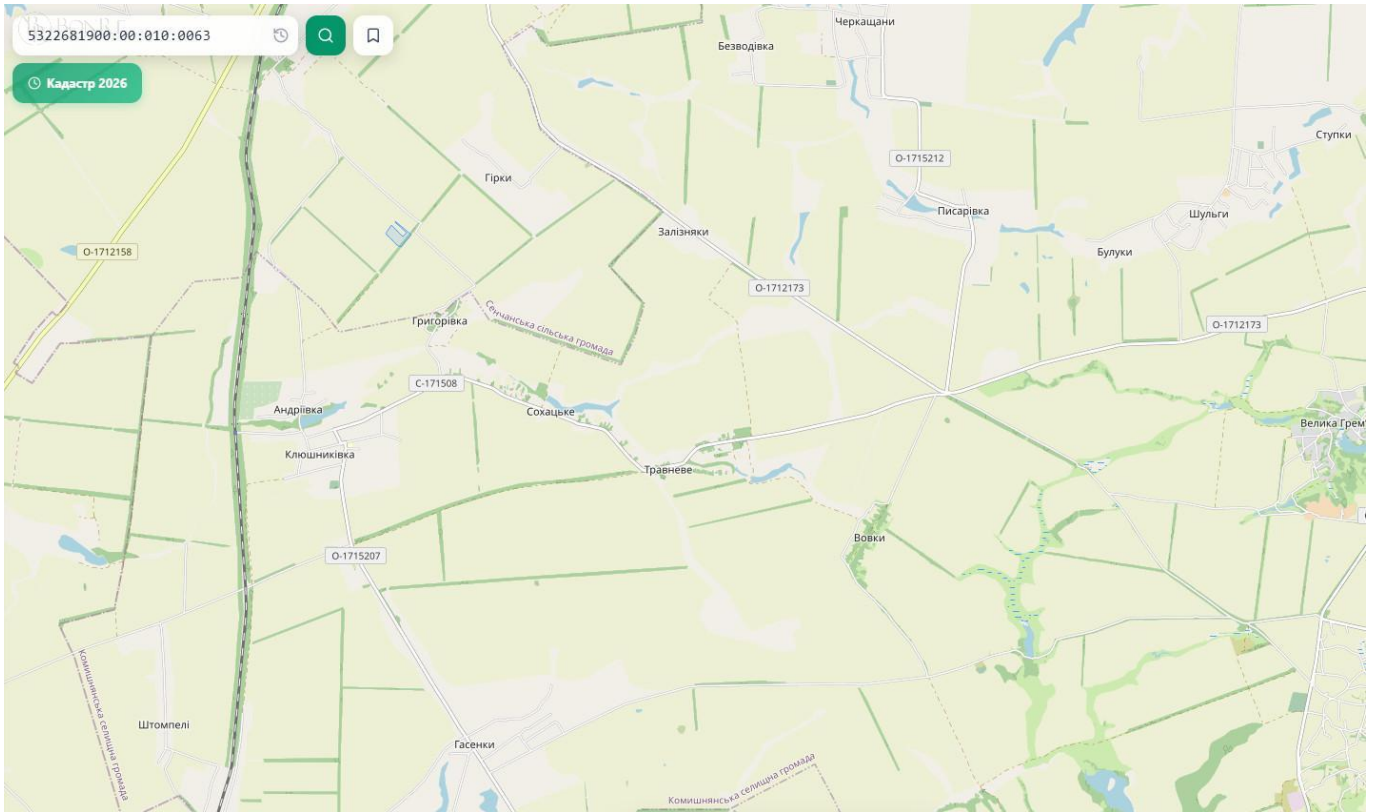 5322681900:00:010:0063
Кадастр 2026
Черкащани
Безводівка
Ступки
О-1715212
Гірки
Писарівка
Шульги
Залізняки
О-1712158
Булуки
О-1712173
Сенчанська сільська громада
Григорівка
О-1712173
С-171508
Андріївка
Сохацьке
Велика Грем'
Клюшниківка
Травневе
Вовки
О-1715207
Комишнянська селищна громада
Штомпелі
Гасенки
Комишнянська селищна громада